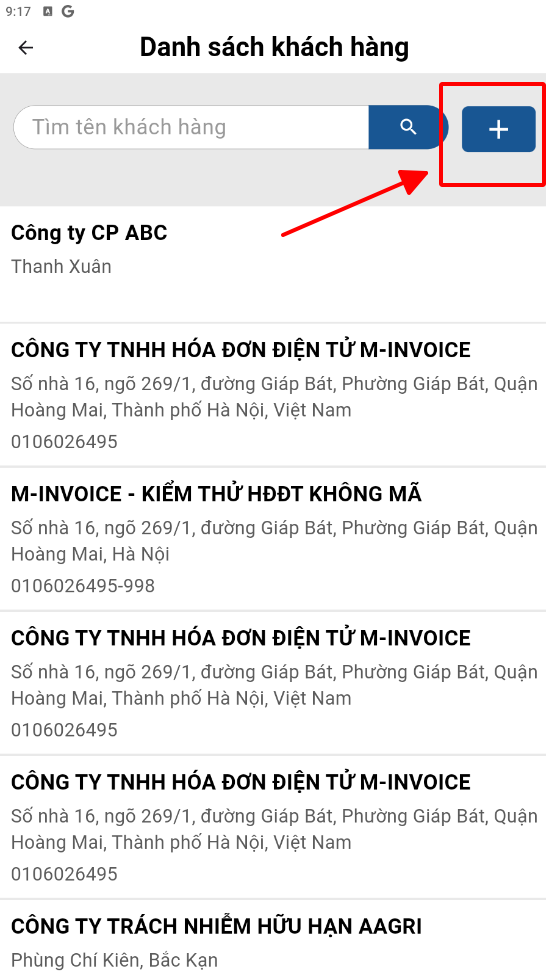 9:17
Danh sách khách hàng
Tìm tên khách hàng
Công ty CP ABC
Thanh Xuân
CÔNG TY TNHH HÓA ĐƠN ĐIỆN TỬ M-INVOICE
Số nhà 16, ngõ 269/1, đường Giáp Bát, Phường Giáp Bát, Quận
Hoàng Mai, Thành phố Hà Nội, Việt Nam
0106026495
M-INVOICE - KIỂM THỬ HĐĐT KHÔNG MÃ
Số nhà 16, ngõ 269/1, đường Giáp Bát, Phường Giáp Bát, Quận
Hoàng Mai, Hà Nội
0106026495-998
CÔNG TY TNHH HÓA ĐƠN ĐIỆN TỬ M-INVOICE
Số nhà 16, ngõ 269/1, đường Giáp Bát, Phường Giáp Bát, Quận
Hoàng Mai, Thành phố Hà Nội, Việt Nam
0106026495
CÔNG TY TNHH HÓA ĐƠN ĐIỆN TỬ M-INVOICE
Số nhà 16, ngõ 269/1, đường Giáp Bát, Phường Giáp Bát, Quận
Hoàng Mai, Thành phố Hà Nội, Việt Nam
0106026495
CÔNG TY TRÁCH NHIỄM HỮU HẠN AAGRI
Phùng Chí Kiên, Bắc Kạn